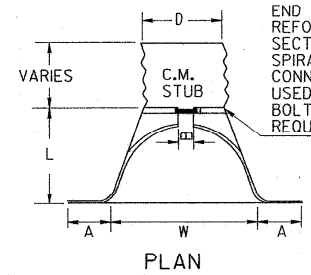 END
REFO
SECT
SPIRA
CONN
USED
BOLT
REQU
D
VARIES
C.M.
STUB
L
A
W
A
PLAN